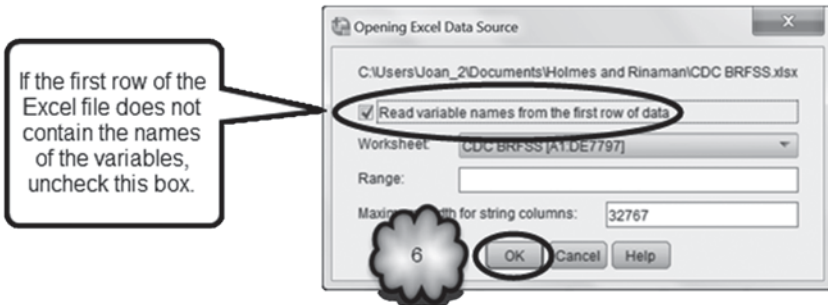 If the first row of the
Excel file does not
contain the names
of the variables,
uncheck this box.
Opening Excel Data Source
x
C:\Users\Joan_2\Documents\Holmes and Rinaman\CDC BRFSS.xlsx
Read variable names from the first row of data
Worksheet: CDC BRFSS [A1:DE7797]
Range:
for string columns: 32767
6
OK Cancel Help